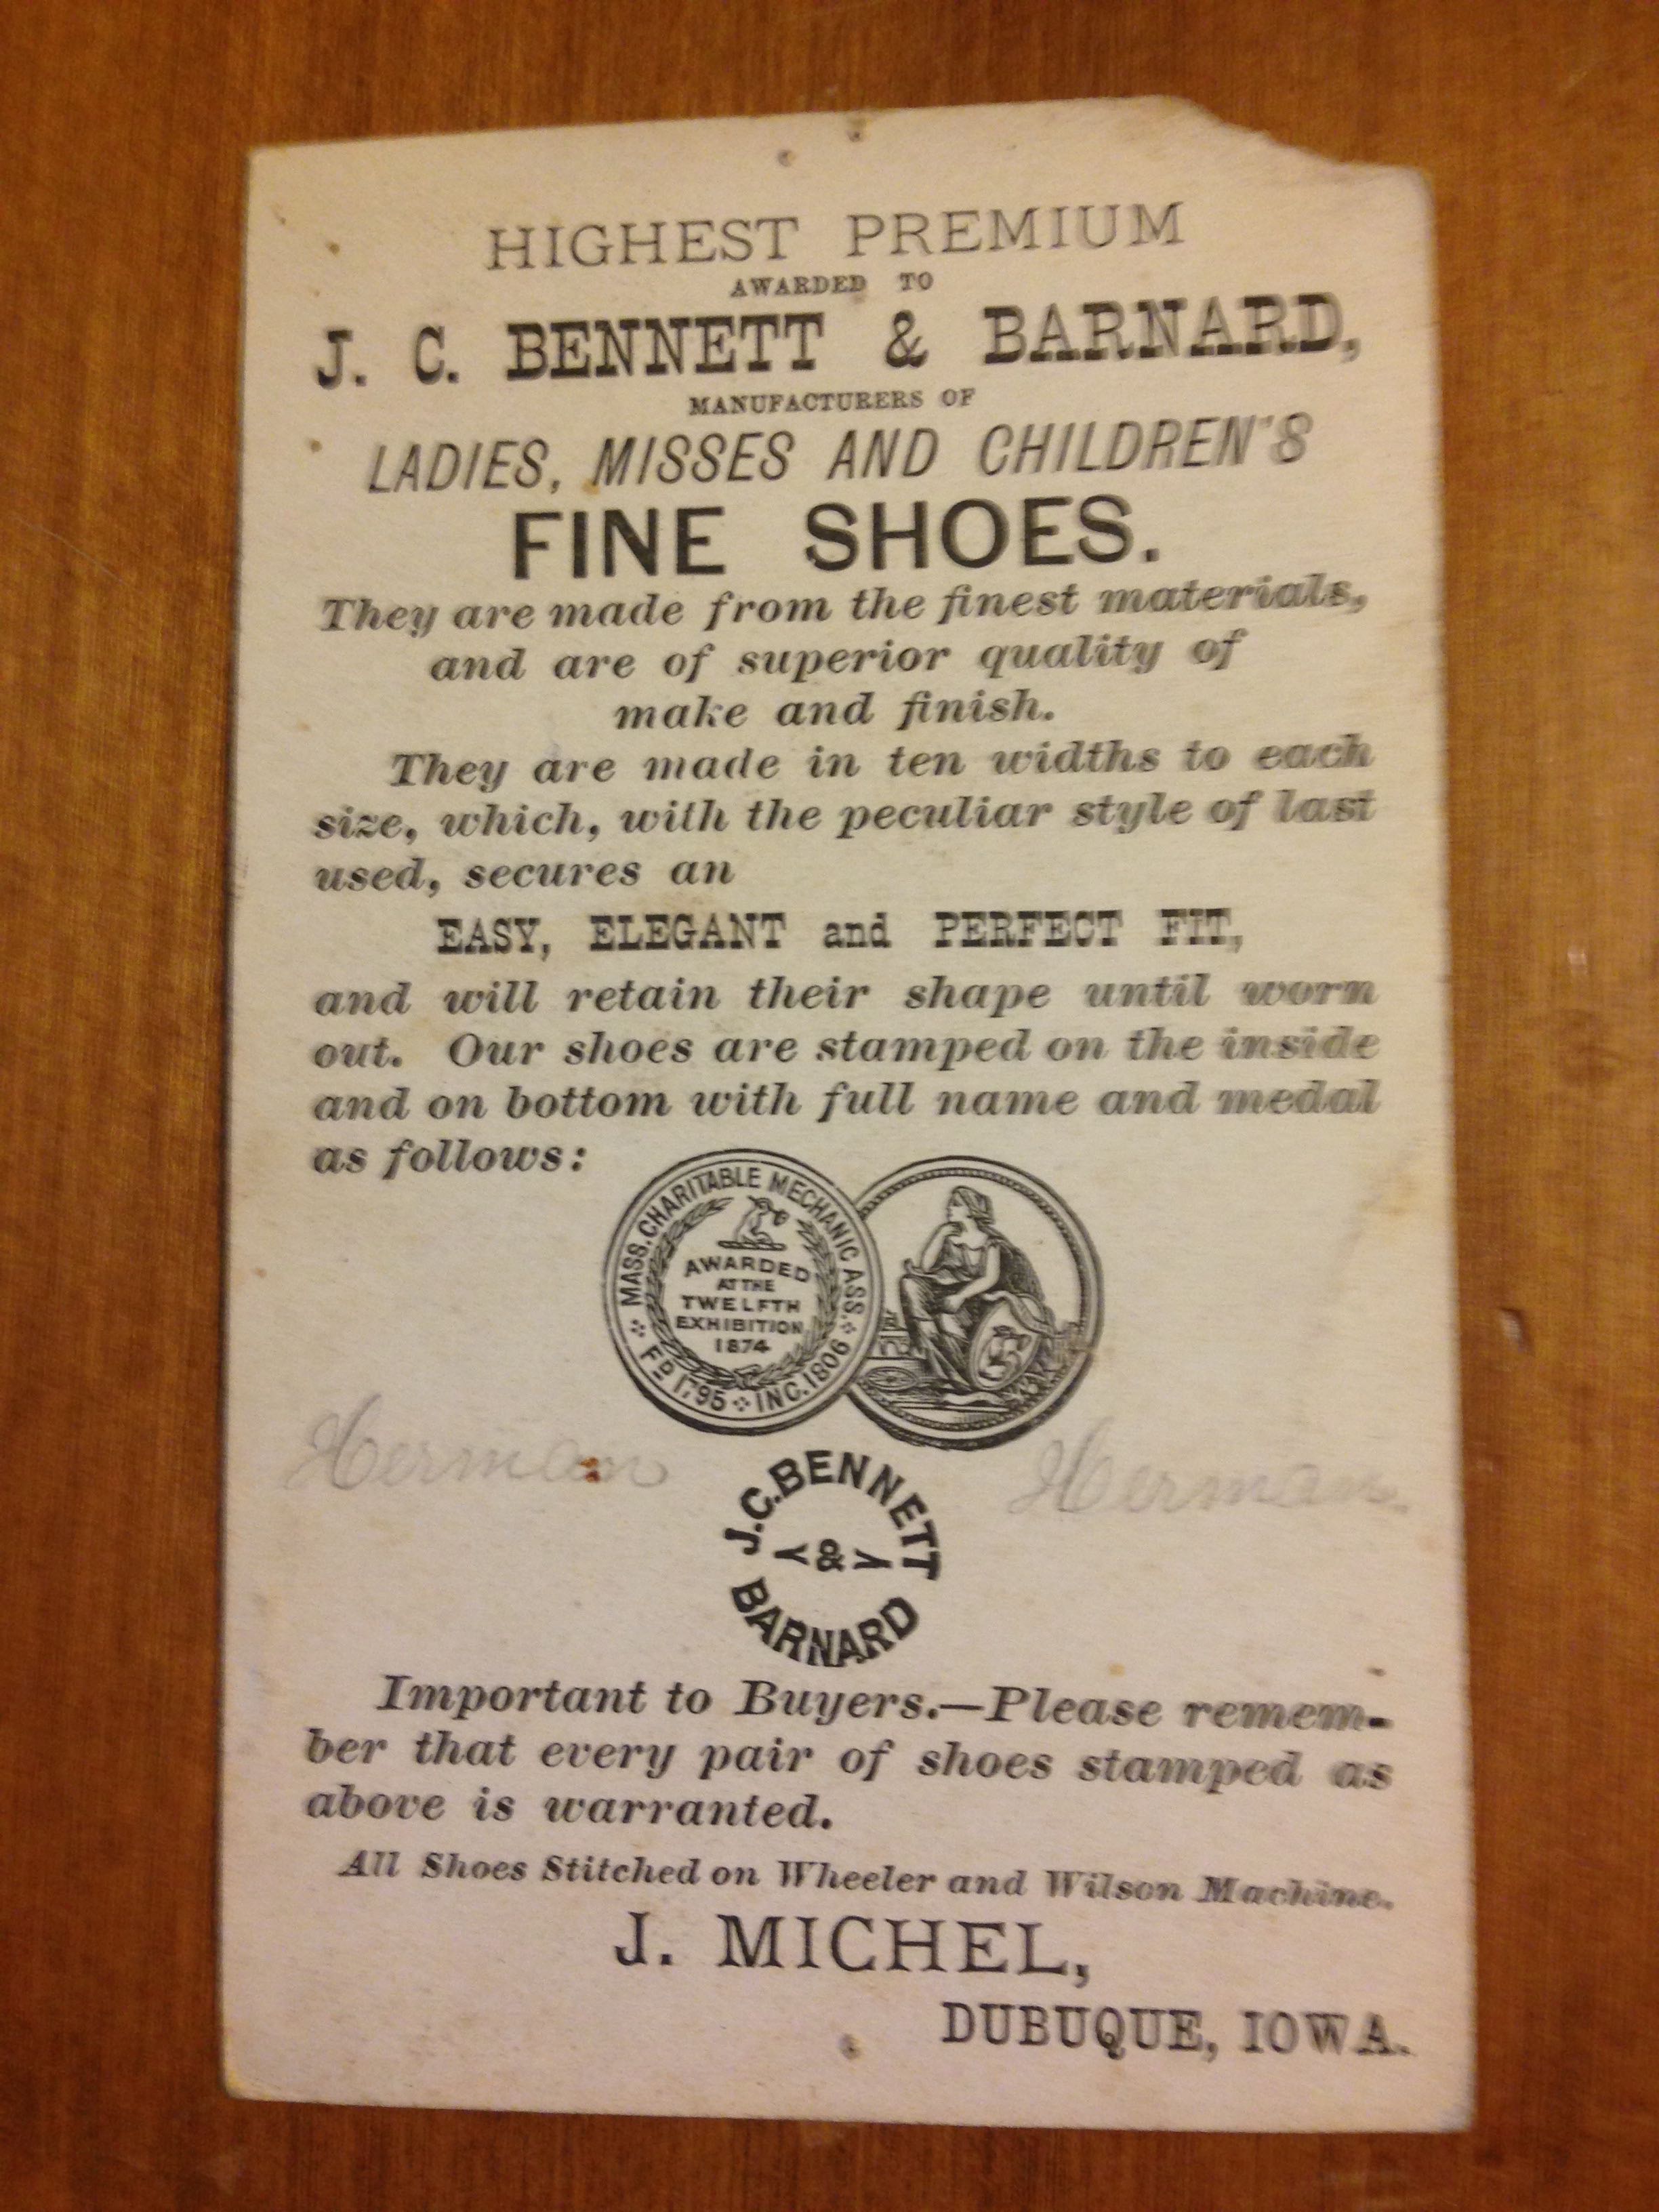 HIGHEST PREMIUM
AWARDED TO
J. C. BENNETT & BARNARD,
MANUFACTURERS OF
LADIES, MISSES AND CHILDREN'S
FINE SHOES.
They are made from the finest materials,
and are of superior quality of
make and finish.
They are made in ten widths to each
size, which, with the peculiar style of last
used, secures an
EASY, ELEGANT and PERFECT FIT,
and will retain their shape until worn
out. Our shoes are stamped on the inside
and on bottom with full name and medal
as follows:
MASS. CHARITABLE MECHANIC ASS.
AWARDED
AT THE
TWELFTH
EXHIBITION
1874
FD 1795 INC. 1806
Herman Herman
J.C. BENNETT
&
BARNARD
Important to Buyers.—Please remem-
ber that every pair of shoes stamped as
above is warranted.
All Shoes Stitched on Wheeler and Wilson Machine.
J. MICHEL,
DUBUQUE, IOWA.